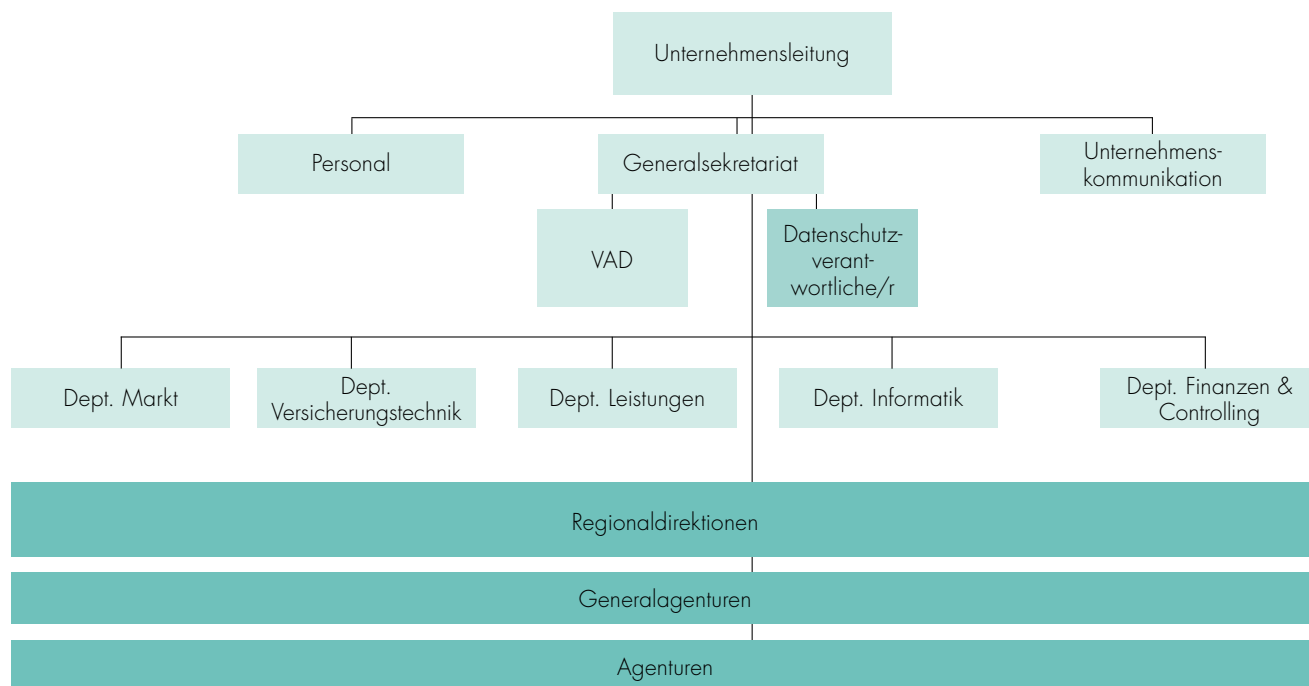 Unternehmensleitung
Personal
Generalsekretariat
Unternehmens-
kommunikation
VAD
Datenschutz-
verant-
wortliche/r
Dept. Markt
Dept.
Versicherungstechnik
Dept. Leistungen
Dept. Informatik
Dept. Finanzen &
Controlling
Regionaldirektionen
Generalagenturen
Agenturen